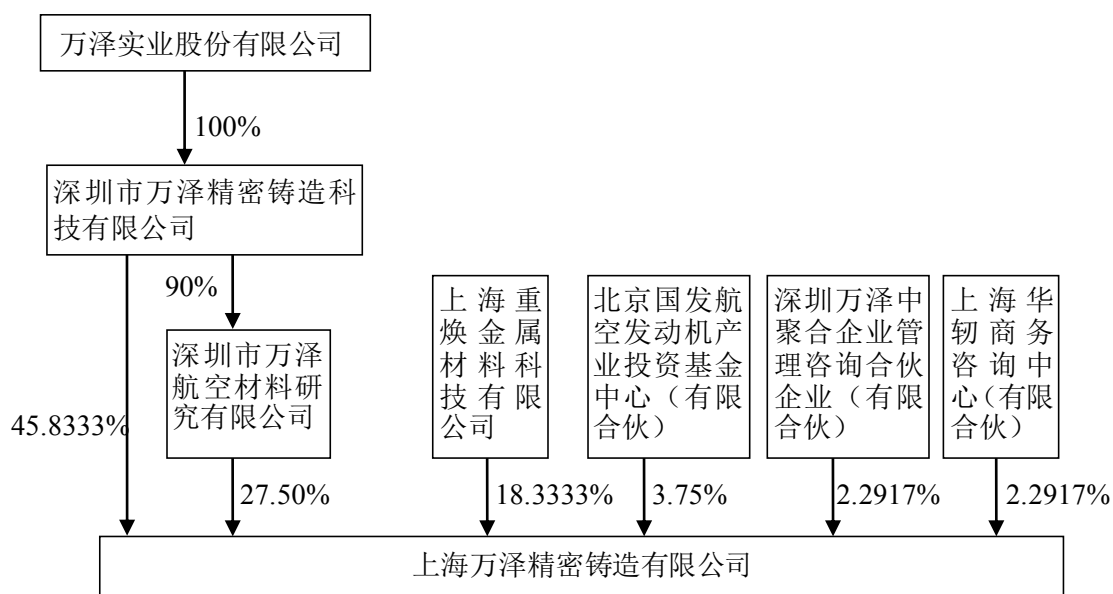 万泽实业股份有限公司
100%
深圳市万泽精密铸造科
技有限公司
90%
45.8333%
深圳市万泽
航空材料研
究有限公司
27.50%
上海重
焕金属
材料科
技有限
公司
18.3333%
北京国发航
空发动机产
业投资基金
中心（有限
合伙）
3.75%
深圳万泽中
聚合企业管
理咨询合伙
企业（有限
合伙）
2.2917%
上海华
轫商务
咨询中
心（有限
合伙）
2.2917%
上海万泽精密铸造有限公司